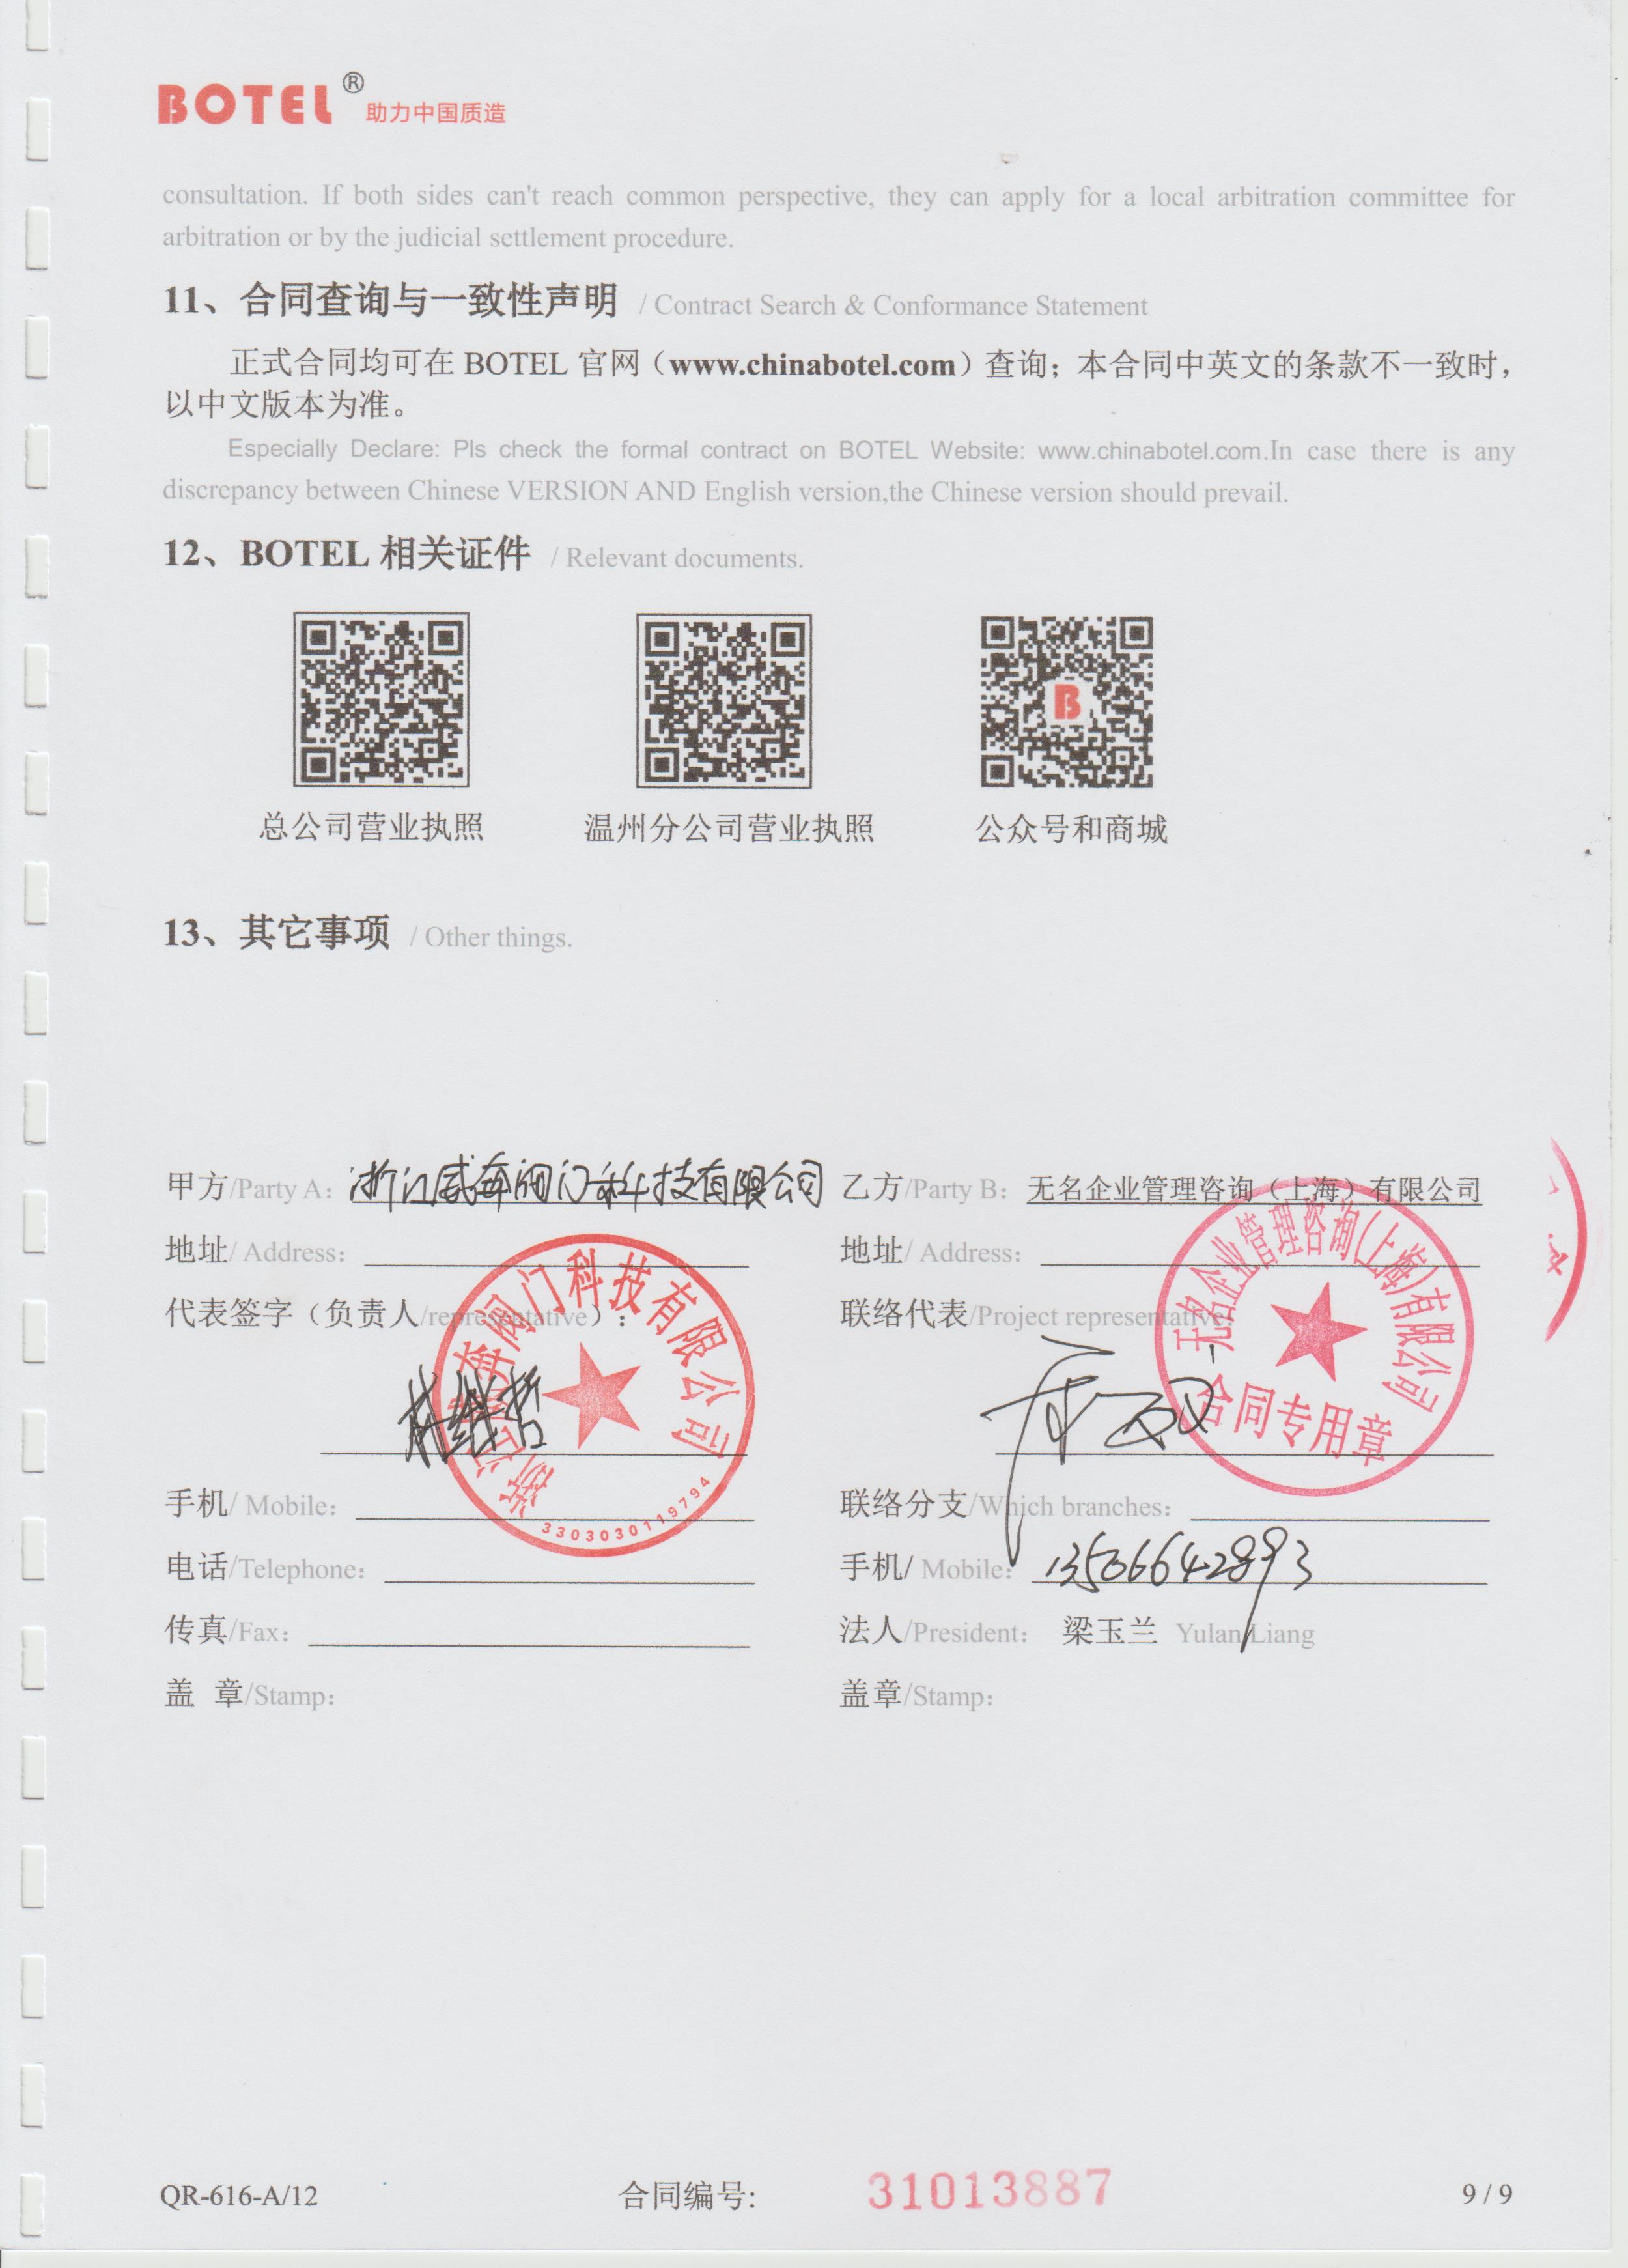 BOTEL® 助力中国质造
consultation. If both sides can't reach common perspective, they can apply for a local arbitration committee for
arbitration or by the judicial settlement procedure.
11、合同查询与一致性声明 / Contract Search & Conformance Statement
正式合同均可在 BOTEL 官网（www.chinabotel.com）查询；本合同中英文的条款不一致时，
以中文版本为准。
Especially Declare: Pls check the formal contract on BOTEL Website: www.chinabotel.com.In case there is any
discrepancy between Chinese VERSION AND English version,the Chinese version should prevail.
12、BOTEL 相关证件 / Relevant documents.
B
总公司营业执照 温州分公司营业执照 公众号和商城
13、其它事项 / Other things.
甲方/Party A： 浙江威奔阀门科技有限公司 乙方/Party B： 无名企业管理咨询（上海）有限公司
地址/ Address： 地址/ Address：
代表签字（负责人/representative）： 联络代表/Project representative：
浙江威奔阀门科技有限公司
3303030119794
无名企业管理咨询(上海)有限公司
合同专用章
手机/ Mobile： 联络分支/Which branches：
电话/Telephone： 手机/ Mobile： 13506642893
传真/Fax： 法人/President： 梁玉兰 Yulan Liang
盖 章/Stamp： 盖章/Stamp：
QR-616-A/12 合同编号: 31013887 9 / 9